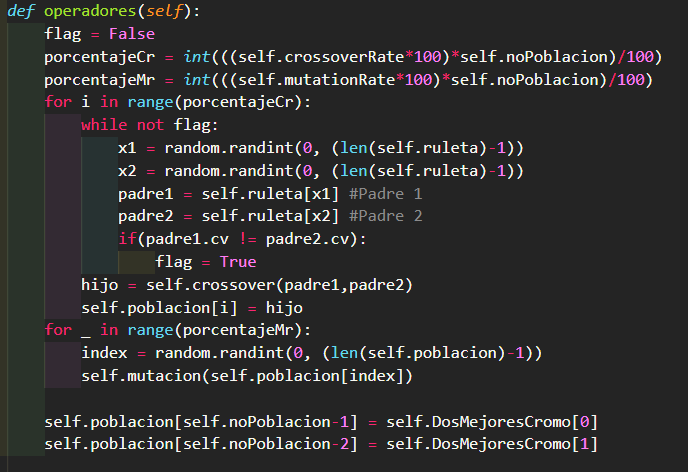 def operadores(self):
flag = False
porcentajeCr = int(((self.crossoverRate*100)*self.noPoblacion)/100)
porcentajeMr = int(((self.mutationRate*100)*self.noPoblacion)/100)
for i in range(porcentajeCr):
while not flag:
x1 = random.randint(0, (len(self.ruleta)-1))
x2 = random.randint(0, (len(self.ruleta)-1))
padre1 = self.ruleta[x1] #Padre 1
padre2 = self.ruleta[x2] #Padre 2
if(padre1.cv != padre2.cv):
flag = True
hijo = self.crossover(padre1,padre2)
self.poblacion[i] = hijo
for _ in range(porcentajeMr):
index = random.randint(0, (len(self.poblacion)-1))
self.mutacion(self.poblacion[index])
self.poblacion[self.noPoblacion-1] = self.DosMejoresCromo[0]
self.poblacion[self.noPoblacion-2] = self.DosMejoresCromo[1]